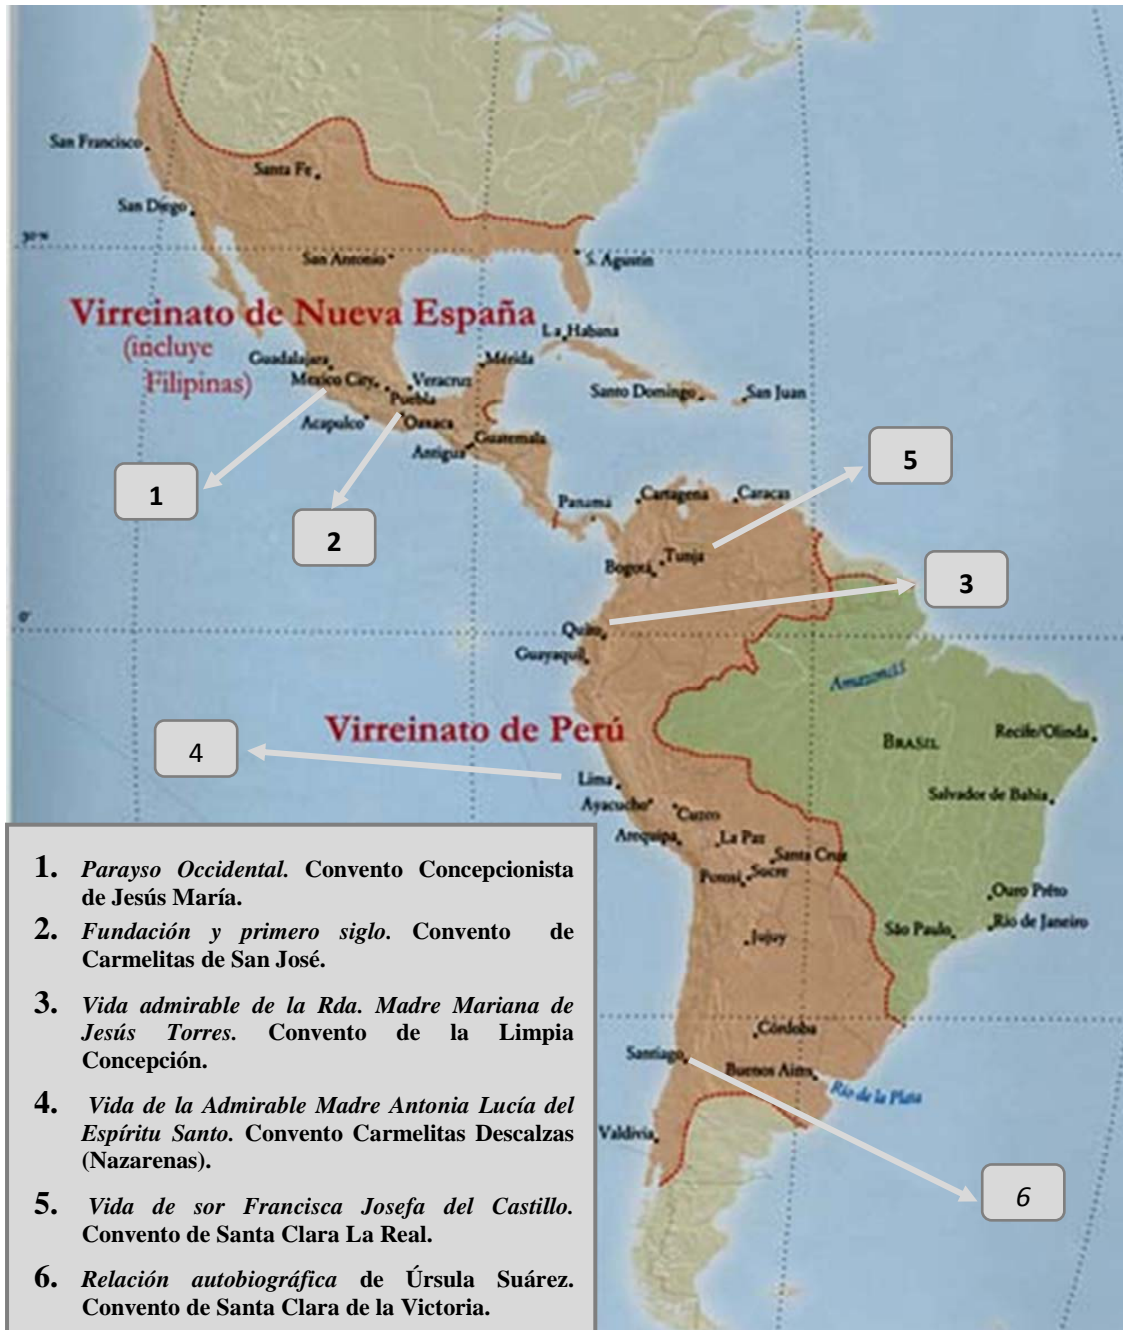 San Francisco
Santa Fe
San Diego
30°N
San Antonio
S. Agustin
Virreinato de Nueva España
(incluye
Filipinas)
La Habana
Guadalajara
Mérida
Mexico City
Veracruz
Puebla
Santo Domingo
San Juan
Acapulco
Oaxaca
Guatemala
Antigua
5
1
Panamá
Cartagena
Caracas
2
Tunja
Bogotá
3
0°
Quito
Guayaquil
Amazonas
Virreinato de Perú
Recife/Olinda
BRASIL
4
Lima
Salvador de Bahia
Ayacucho
Cuzco
Arequipa
La Paz
Santa Cruz
Potosí
Sucre
Ouro Prêto
Rio de Janeiro
São Paulo
Jujuy
Córdoba
Santiago
Buenos Aires
Río de la Plata
Valdivia
6
1. Parayso Occidental. Convento Concepcionista
de Jesús María.
2. Fundación y primero siglo. Convento de
Carmelitas de San José.
3. Vida admirable de la Rda. Madre Mariana de
Jesús Torres. Convento de la Limpia
Concepción.
4. Vida de la Admirable Madre Antonia Lucía del
Espíritu Santo. Convento Carmelitas Descalzas
(Nazarenas).
5. Vida de sor Francisca Josefa del Castillo.
Convento de Santa Clara La Real.
6. Relación autobiográfica de Úrsula Suárez.
Convento de Santa Clara de la Victoria.